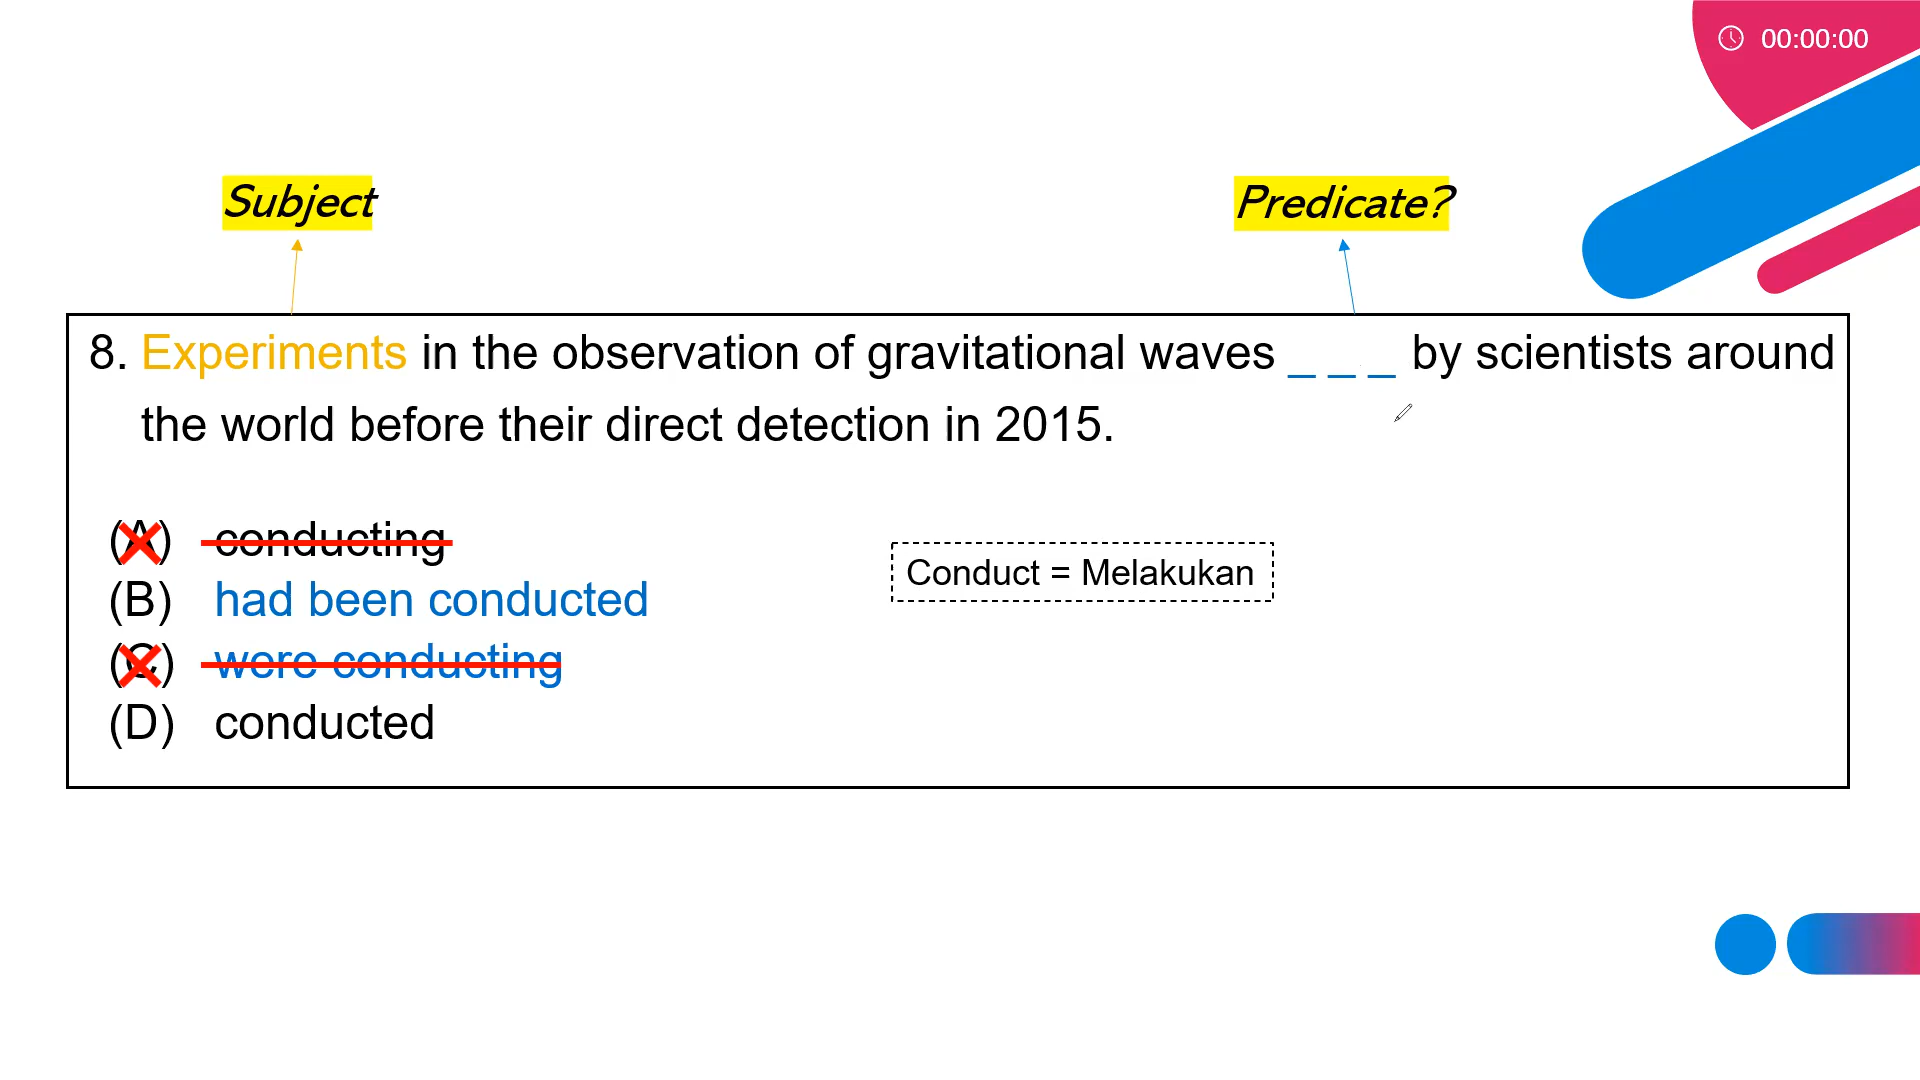 00:00:00
Subject
Predicate?
8. Experiments in the observation of gravitational waves _ _ _ by scientists around
the world before their direct detection in 2015.
(A) conducting
(B) had been conducted
(C) were conducting
(D) conducted
Conduct = Melakukan